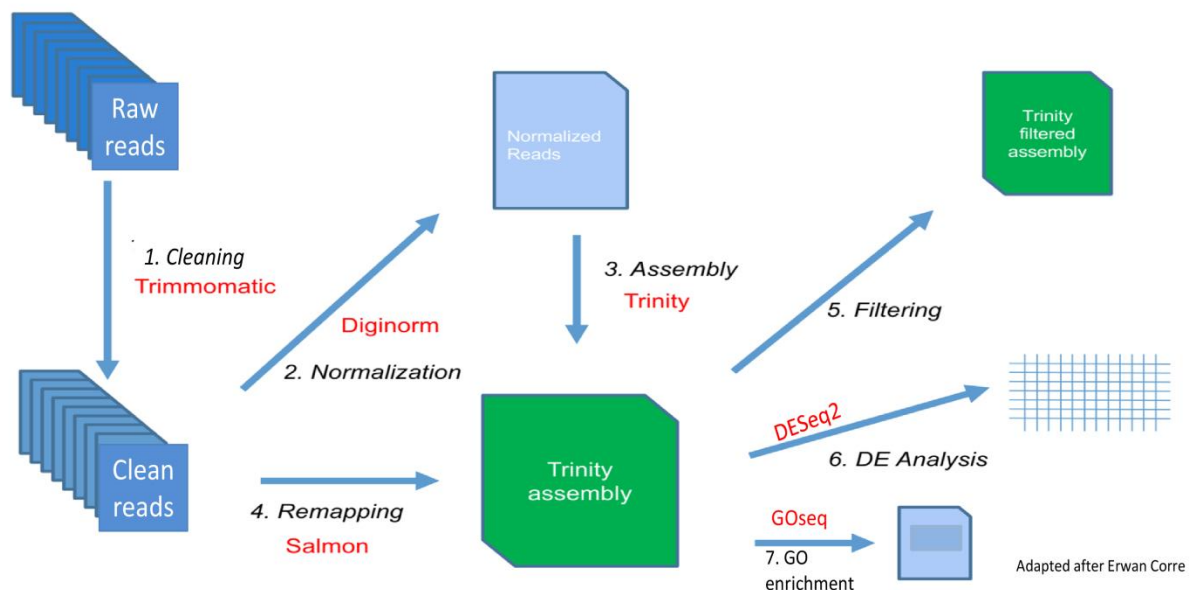 Raw
reads
1. Cleaning
Trimmomatic
Normalized
Reads
Trinity
filtered
assembly
3. Assembly
Trinity
Diginorm
2. Normalization
5. Filtering
Clean
reads
4. Remapping
Salmon
Trinity
assembly
DESeq2
6. DE Analysis
GOseq
7. GO
enrichment
Adapted after Erwan Corre